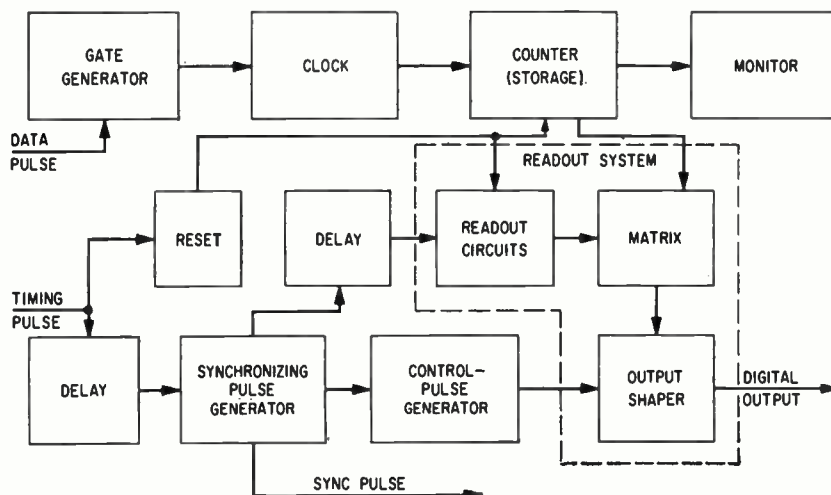 GATE
GENERATOR
CLOCK
COUNTER
(STORAGE).
MONITOR
DATA
PULSE
READOUT SYSTEM
RESET
DELAY
READOUT
CIRCUITS
MATRIX
TIMING
PULSE
DELAY
SYNCHRONIZING
PULSE
GENERATOR
CONTROL-
PULSE
GENERATOR
OUTPUT
SHAPER
DIGITAL
OUTPUT
SYNC PULSE